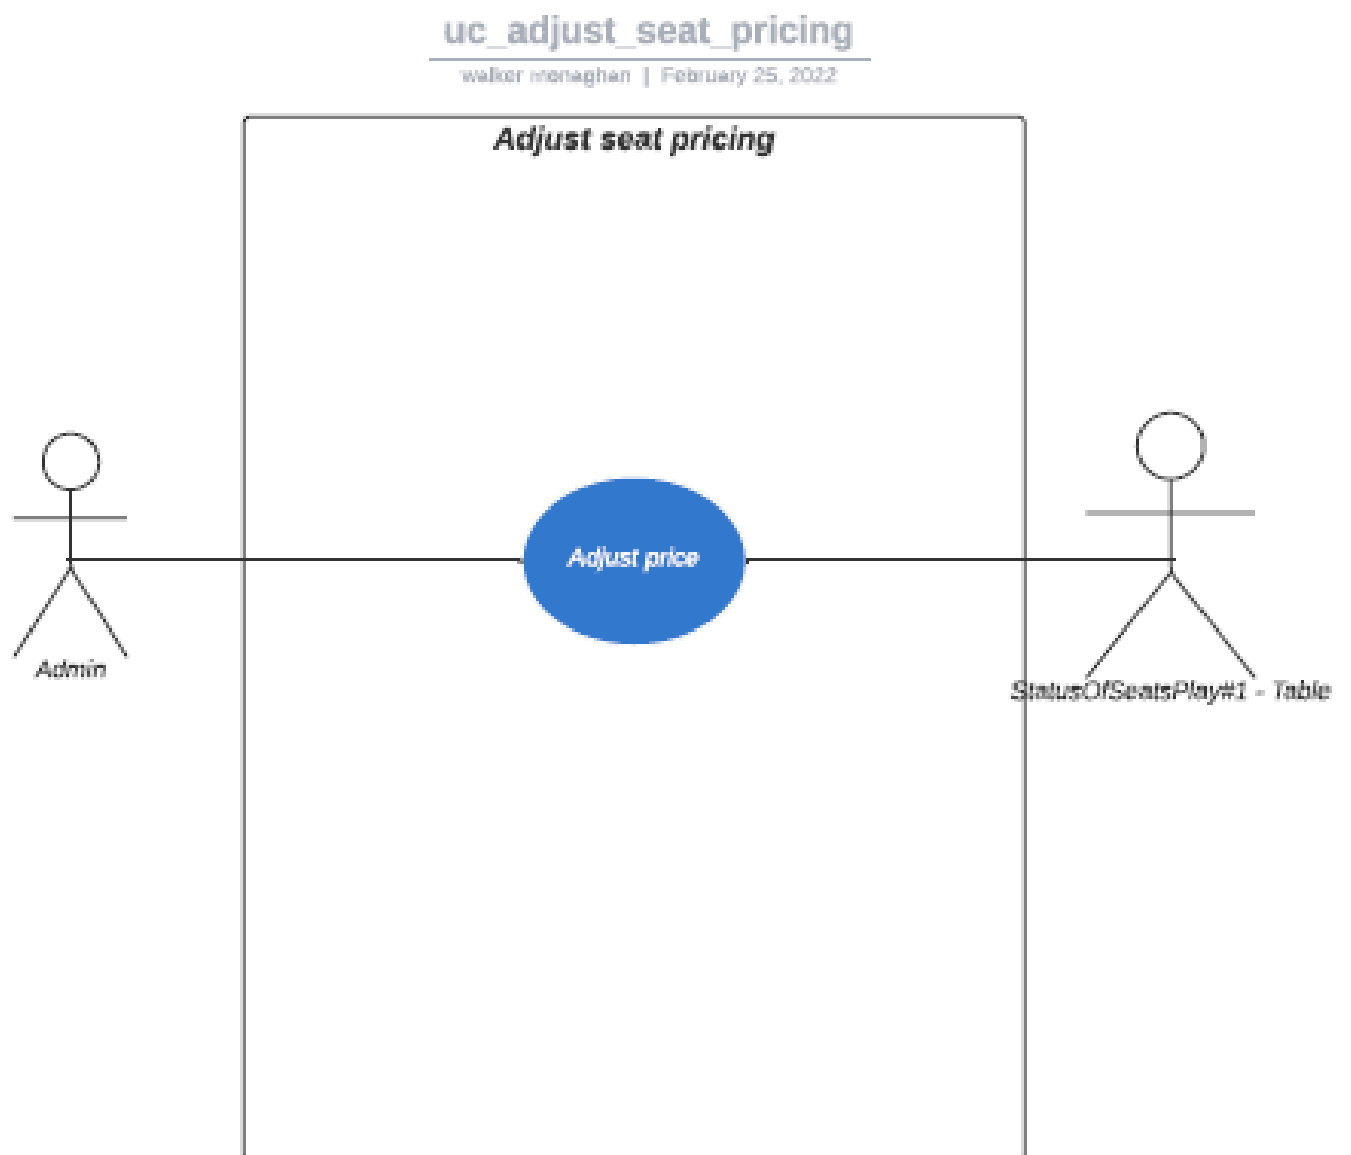 uc_adjust_seat_pricing
walker monaghan | February 25, 2022
Adjust seat pricing
Adjust price
Admin
StatusOfSeatsPlay#1 - Table